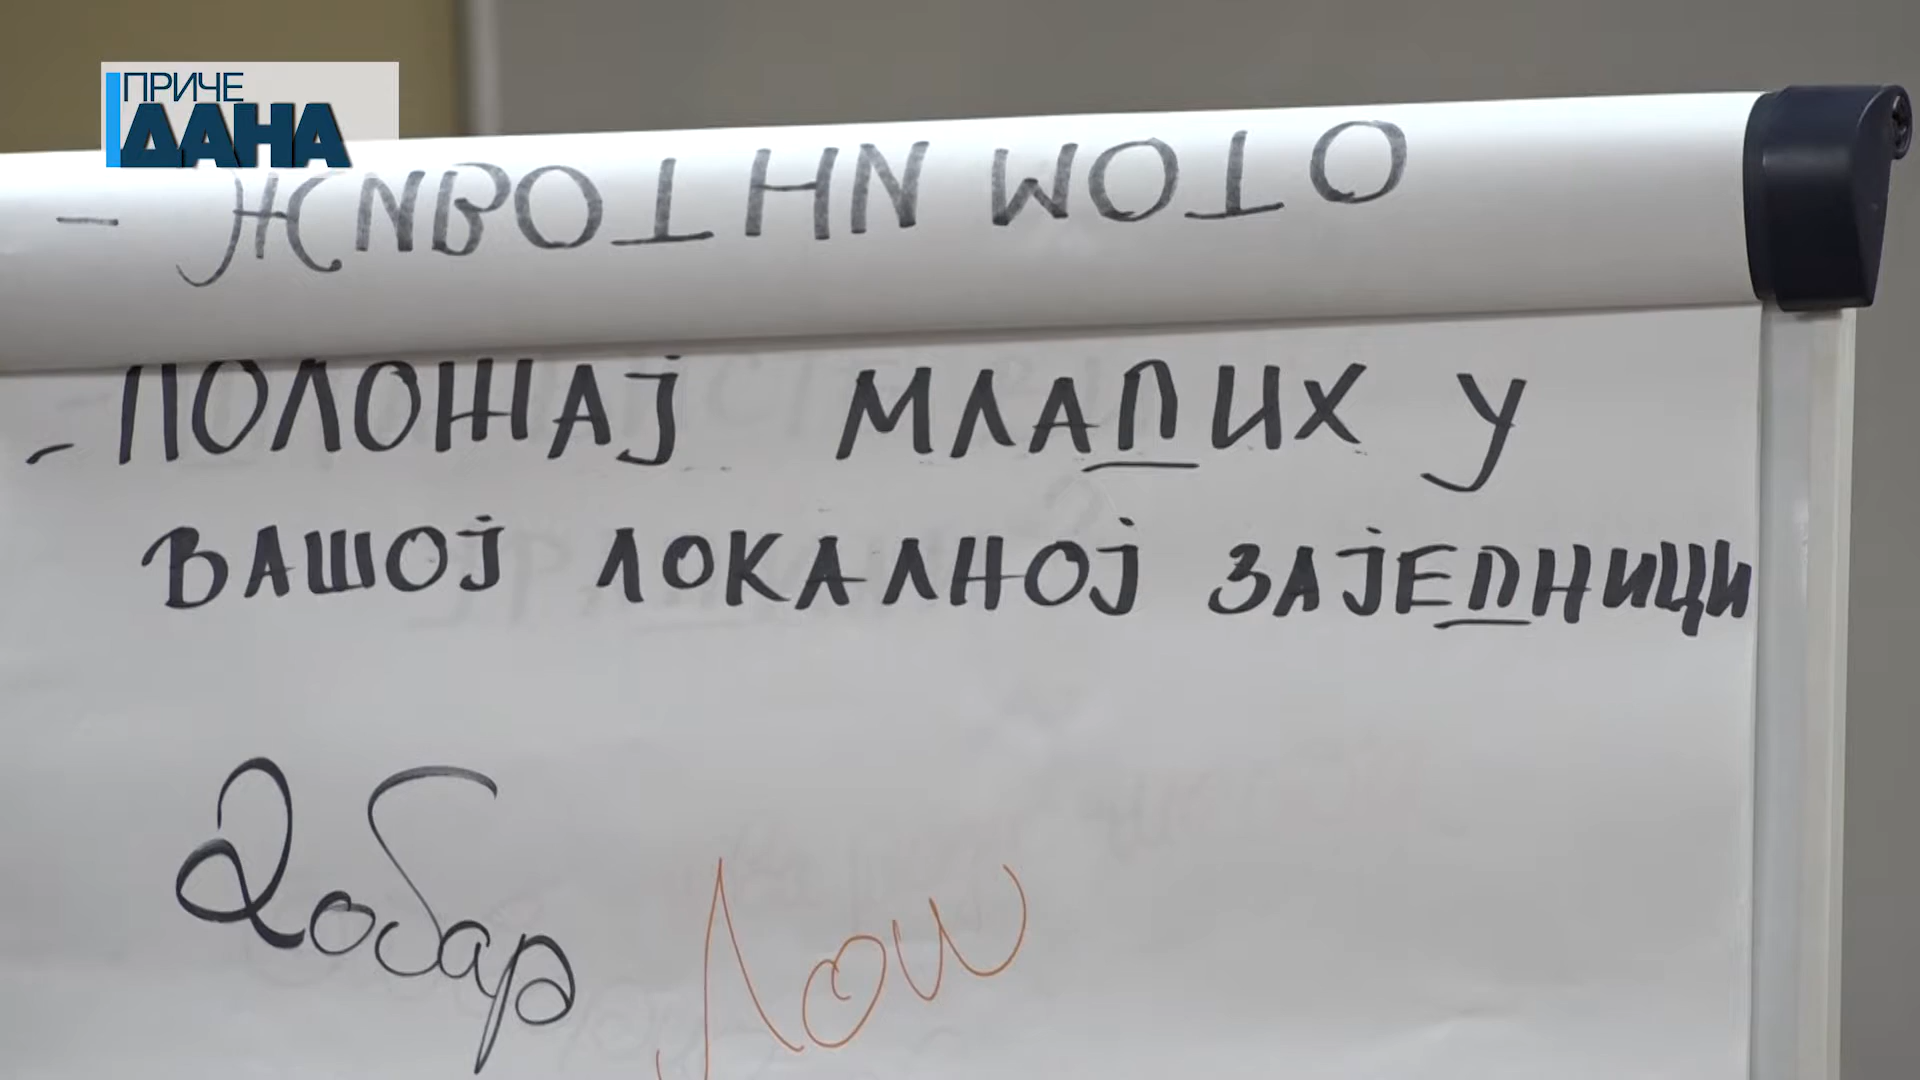 ПРИЧЕ
ДАНА
- ЖИВОТНИ МОТО
- ПОЛОЖАЈ МЛАДИХ У
ВАШОЈ ЛОКАЛНОЈ ЗАЈЕДНИЦИ
Добар Лош